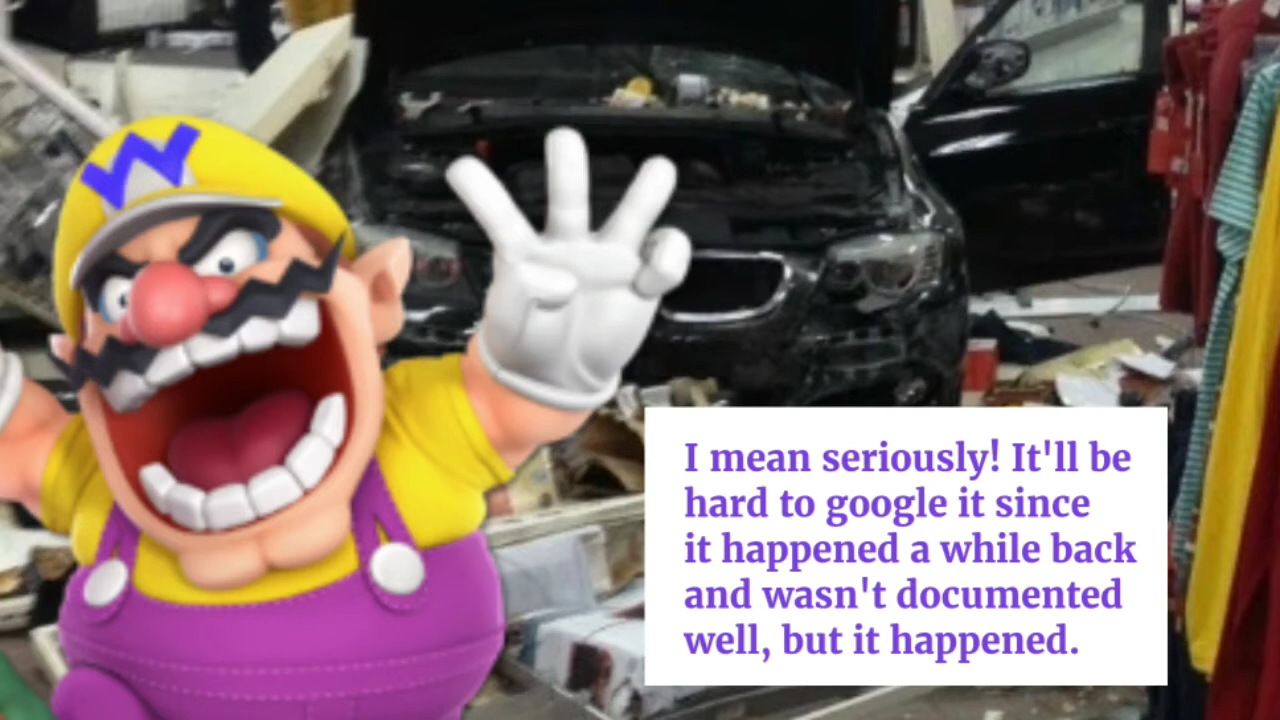 W
I mean seriously! It'll be
hard to google it since
it happened a while back
and wasn't documented
well, but it happened.